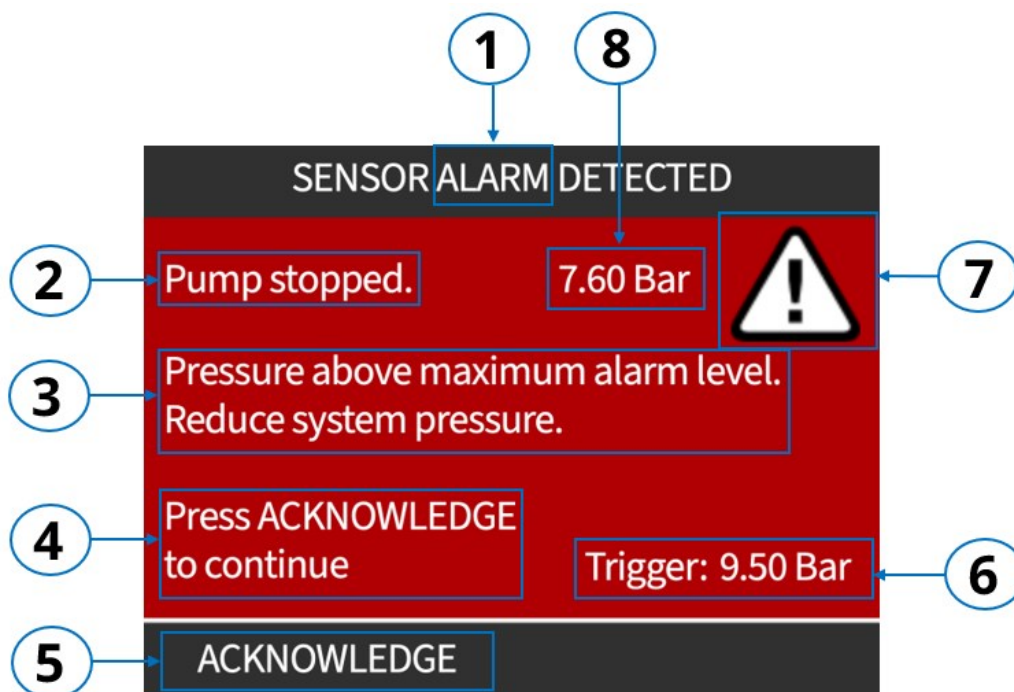 1 8
SENSOR ALARM DETECTED
2 Pump stopped. 7.60 Bar ! 7
3 Pressure above maximum alarm level.
Reduce system pressure.
4 Press ACKNOWLEDGE
to continue
Trigger: 9.50 Bar 6
5 ACKNOWLEDGE